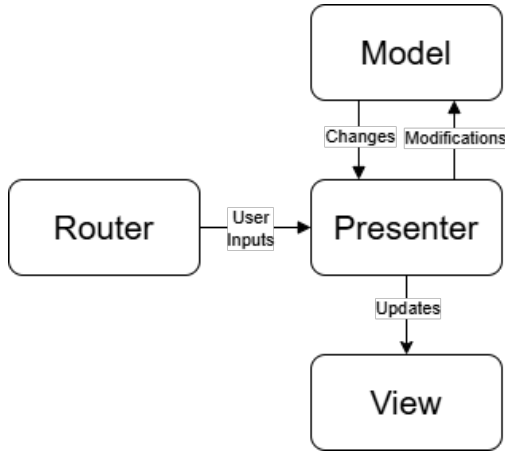 Model
Changes
Modifications
Router
User
Inputs
Presenter
Updates
View